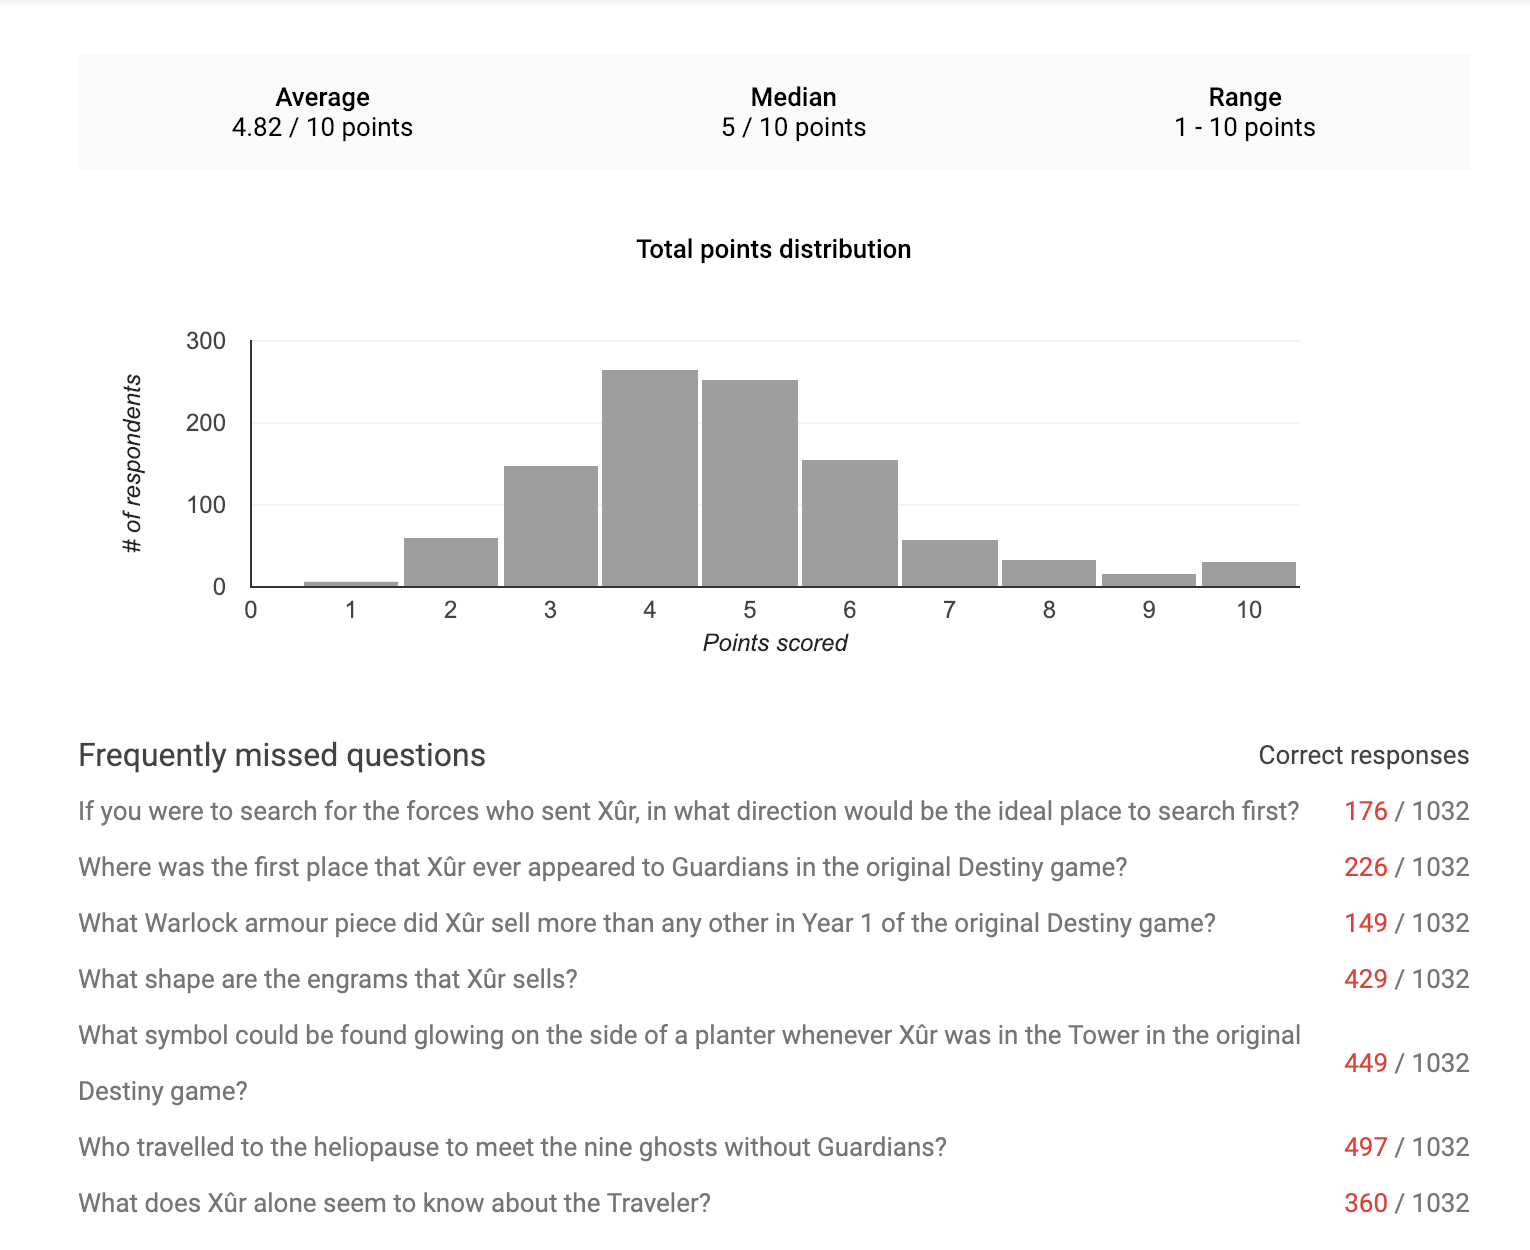 Average
4.82 / 10 points
Median
5 / 10 points
Range
1 - 10 points
Total points distribution
# of respondents
300
200
100
0
0 1 2 3 4 5 6 7 8 9 10
Points scored
Frequently missed questions Correct responses
If you were to search for the forces who sent Xûr, in what direction would be the ideal place to search first? 176 / 1032
Where was the first place that Xûr ever appeared to Guardians in the original Destiny game? 226 / 1032
What Warlock armour piece did Xûr sell more than any other in Year 1 of the original Destiny game? 149 / 1032
What shape are the engrams that Xûr sells? 429 / 1032
What symbol could be found glowing on the side of a planter whenever Xûr was in the Tower in the original
Destiny game? 449 / 1032
Who travelled to the heliopause to meet the nine ghosts without Guardians? 497 / 1032
What does Xûr alone seem to know about the Traveler? 360 / 1032